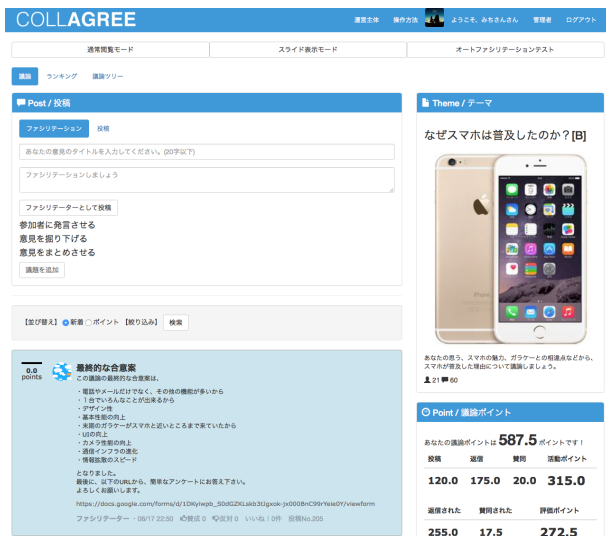 COLLAGREE
運営主体 操作方法 ようこそ、みちさんさん 管理者 ログアウト
通常閲覧モード スライド表示モード オートファシリテーションテスト
議論 ランキング 議論ツリー
Post / 投稿
ファシリテーション 投稿
あなたの意見のタイトルを入力してください。(20字以下)
ファシリテーションしましょう
ファシリテーターとして投稿
参加者に発言させる
意見を掘り下げる
意見をまとめさせる
議題を追加
【並び替え】 新着 ポイント 【絞り込み】 検索
0.0
points
最終的な合意案
この議論の最終的な合意案は、
・電話やメールだけでなく、その他の機能が多いから
・1台でいろんなことが出来るから
・デザイン性
・基本性能の向上
・末期のガラケーがスマホと近いところまで来ていたから
・UIの向上
・カメラ性能の向上
・通信インフラの進化
・情報拡散のスピード
となりました。
最後に、以下のURLから、簡単なアンケートにお答え下さい。
よろしくお願いします。
https://docs.google.com/forms/d/1DKyiwpb_S0dGZKLskb3tJgxok-jx000BnC99rYeie0Y/viewform
ファシリテーター - 08/17 22:50 賛成 0 反対 0 いいね!0件 投稿No.205
Theme / テーマ
なぜスマホは普及したのか？[B]
iPhone
あなたの思う、スマホの魅力、ガラケーとの相違点などから、
スマホが普及した理由について議論しましょう。
21 60
Point / 議論ポイント
あなたの議論ポイントは 587.5 ポイントです！
投稿 返信 賛同 活動ポイント
120.0 175.0 20.0 315.0
返信された 賛同された 評価ポイント
255.0 17.5 272.5